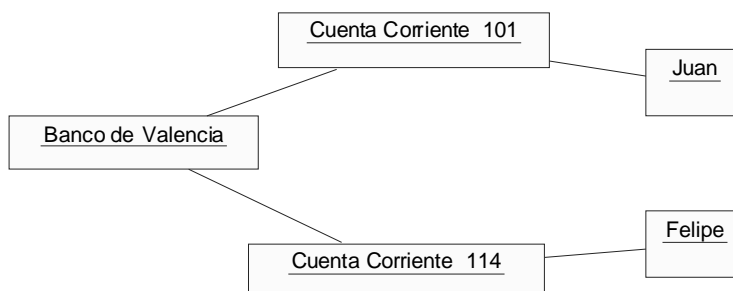 Cuenta Corriente 101
Juan
Banco de Valencia
Felipe
Cuenta Corriente 114